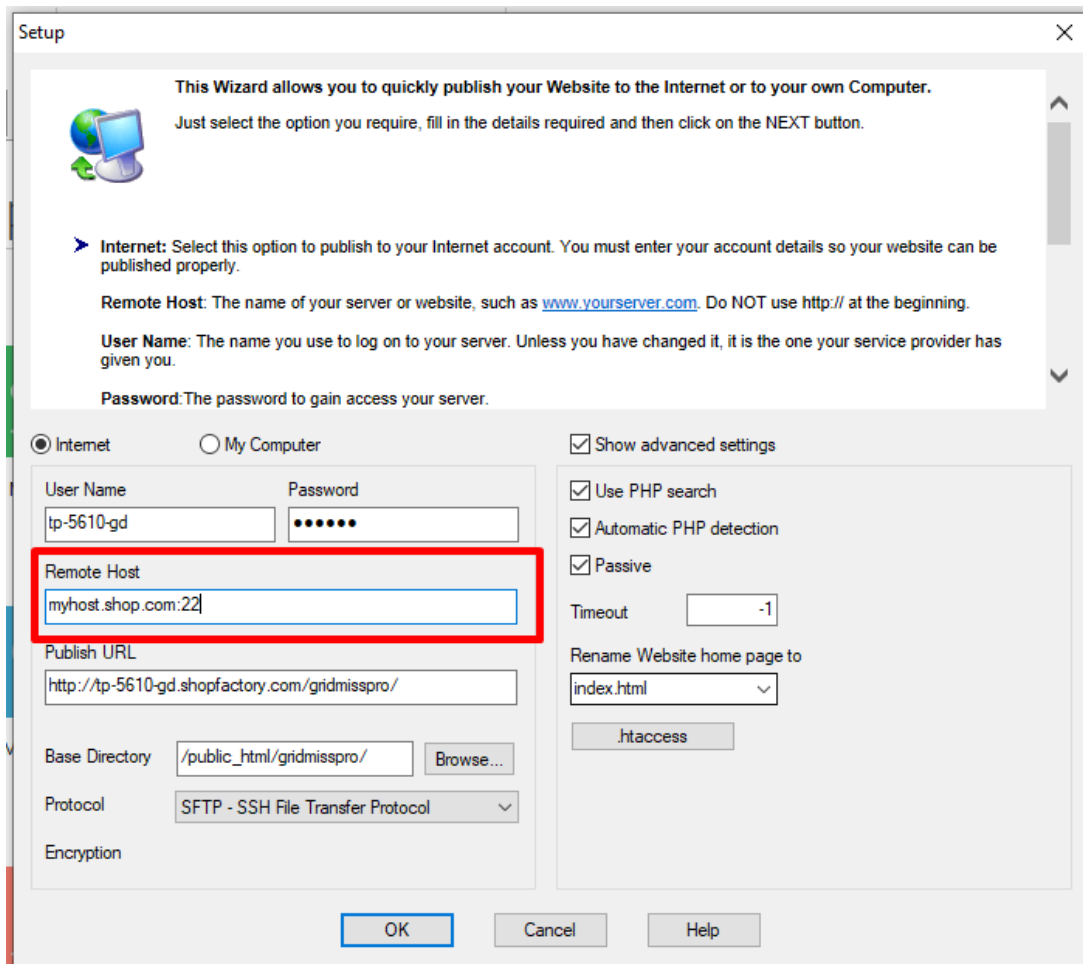 Setup
This Wizard allows you to quickly publish your Website to the Internet or to your own Computer.
Just select the option you require, fill in the details required and then click on the NEXT button.
Internet: Select this option to publish to your Internet account. You must enter your account details so your website can be
published properly.
Remote Host: The name of your server or website, such as www.yourserver.com. Do NOT use http:// at the beginning.
User Name: The name you use to log on to your server. Unless you have changed it, it is the one your service provider has
given you.
Password:The password to gain access your server.
Internet
My Computer
Show advanced settings
User Name
Password
tp-5610-gd
●●●●●●
Remote Host
myhost.shop.com:22
Publish URL
http://tp-5610-gd.shopfactory.com/gridmisspro/
Base Directory
/public_html/gridmisspro/
Browse...
Protocol
SFTP - SSH File Transfer Protocol
Encryption
Use PHP search
Automatic PHP detection
Passive
Timeout
-1
Rename Website home page to
index.html
.htaccess
OK
Cancel
Help